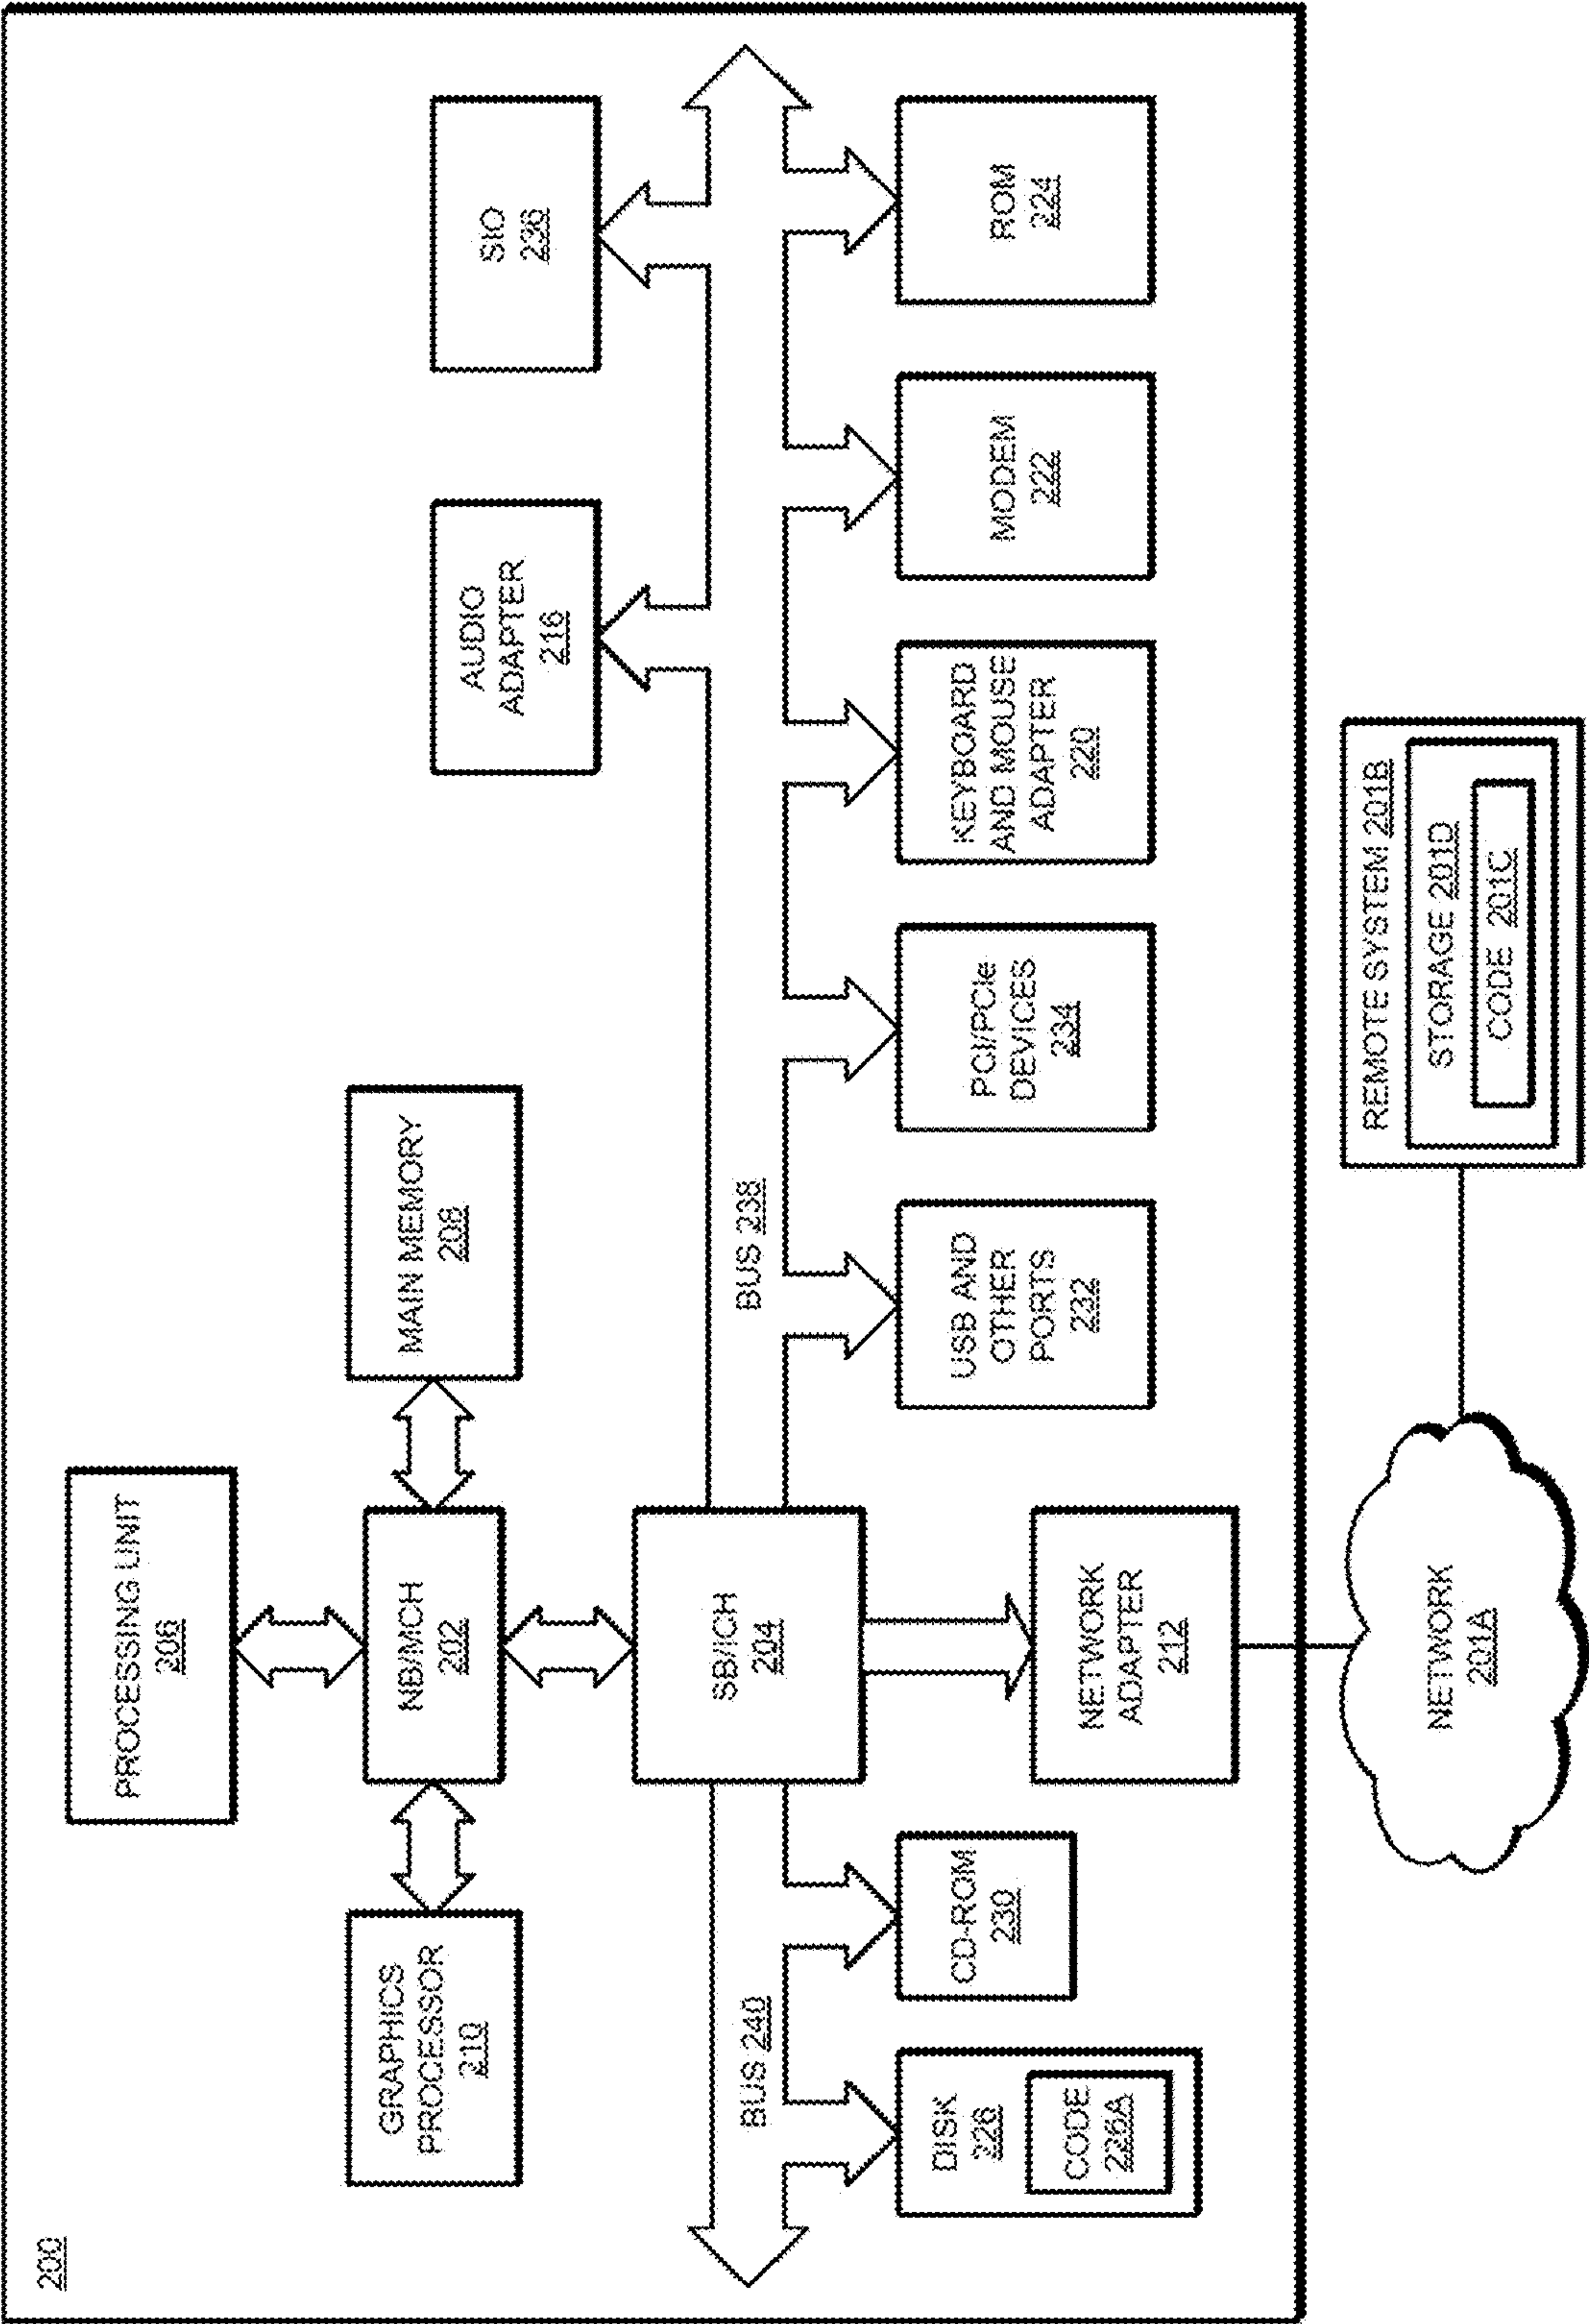 200
PROCESSING UNIT
206
GRAPHICS
PROCESSOR
210
NB/MCH
202
MAIN MEMORY
208
AUDIO
ADAPTER
216
SIO
236
SB/ICH
204
BUS 240
BUS 238
DISK
226
CODE
226A
CD-ROM
230
NETWORK
ADAPTER
212
USB AND
OTHER
PORTS
232
PCI/PCIe
DEVICES
234
KEYBOARD
AND MOUSE
ADAPTER
220
MODEM
222
ROM
224
NETWORK
201A
REMOTE SYSTEM 201B
STORAGE 201D
CODE 201C